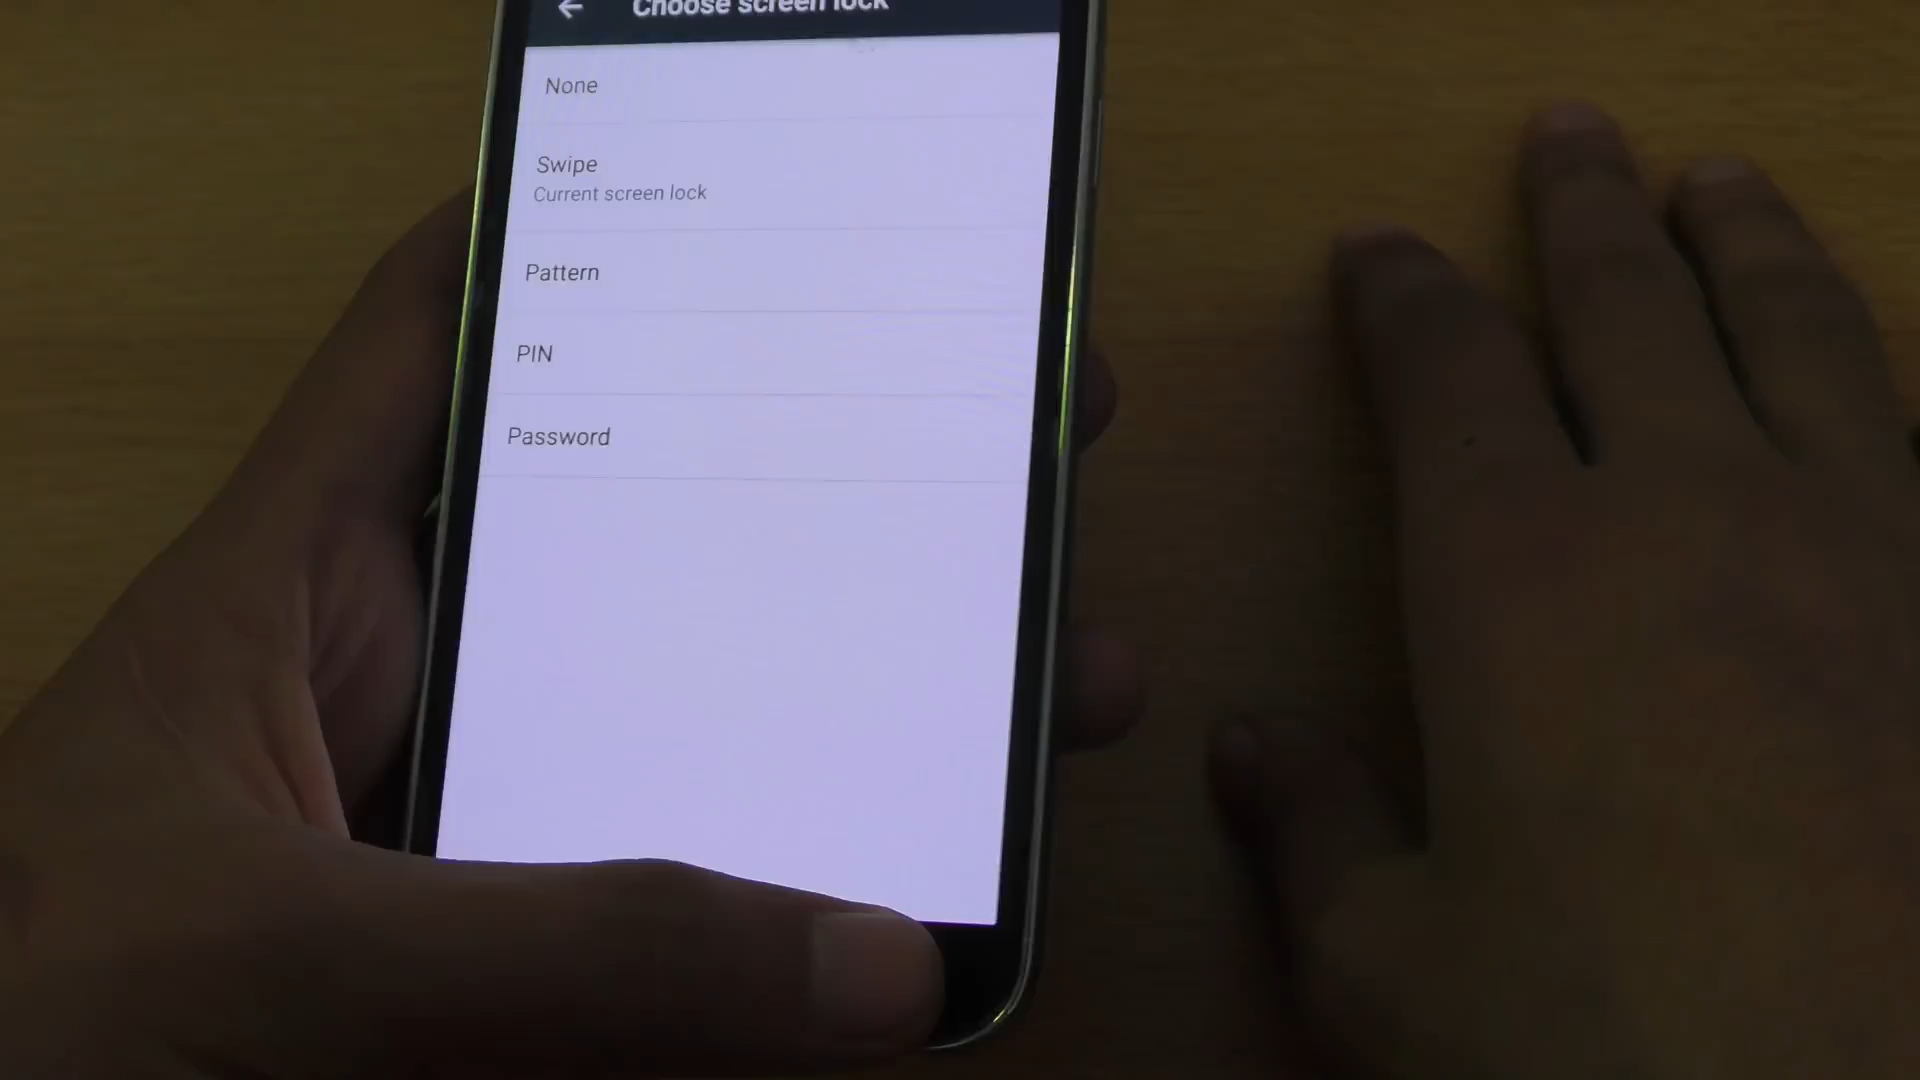 Choose screen lock
None
Swipe
Current screen lock
Pattern
PIN
Password